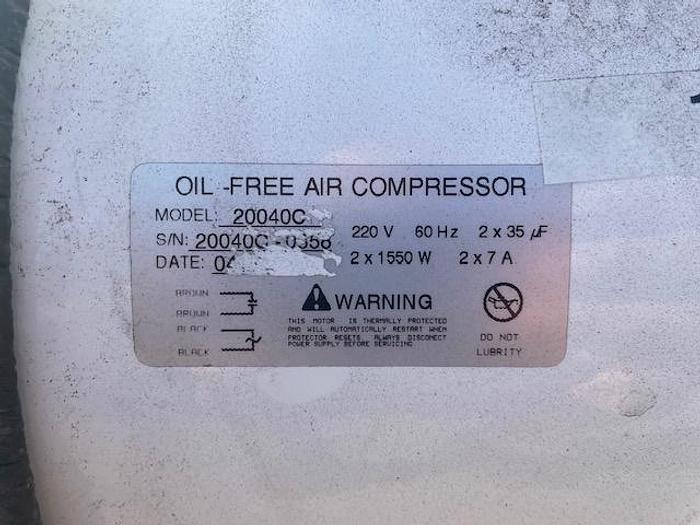 OIL-FREE AIR COMPRESSOR
MODEL: 20040C
S/N: 20040C-0358
DATE: 04
220 V 60 Hz 2 x 35 µF
2 x 1550 W 2 x 7 A
BROWN
BROWN
BLACK
BLACK
WARNING
THIS MOTOR IS THERMALLY PROTECTED
AND WILL AUTOMATICALLY RESTART WHEN
PROTECTOR RESETS. ALWAYS DISCONNECT
POWER SUPPLY BEFORE SERVICING
DO NOT
LUBRITY